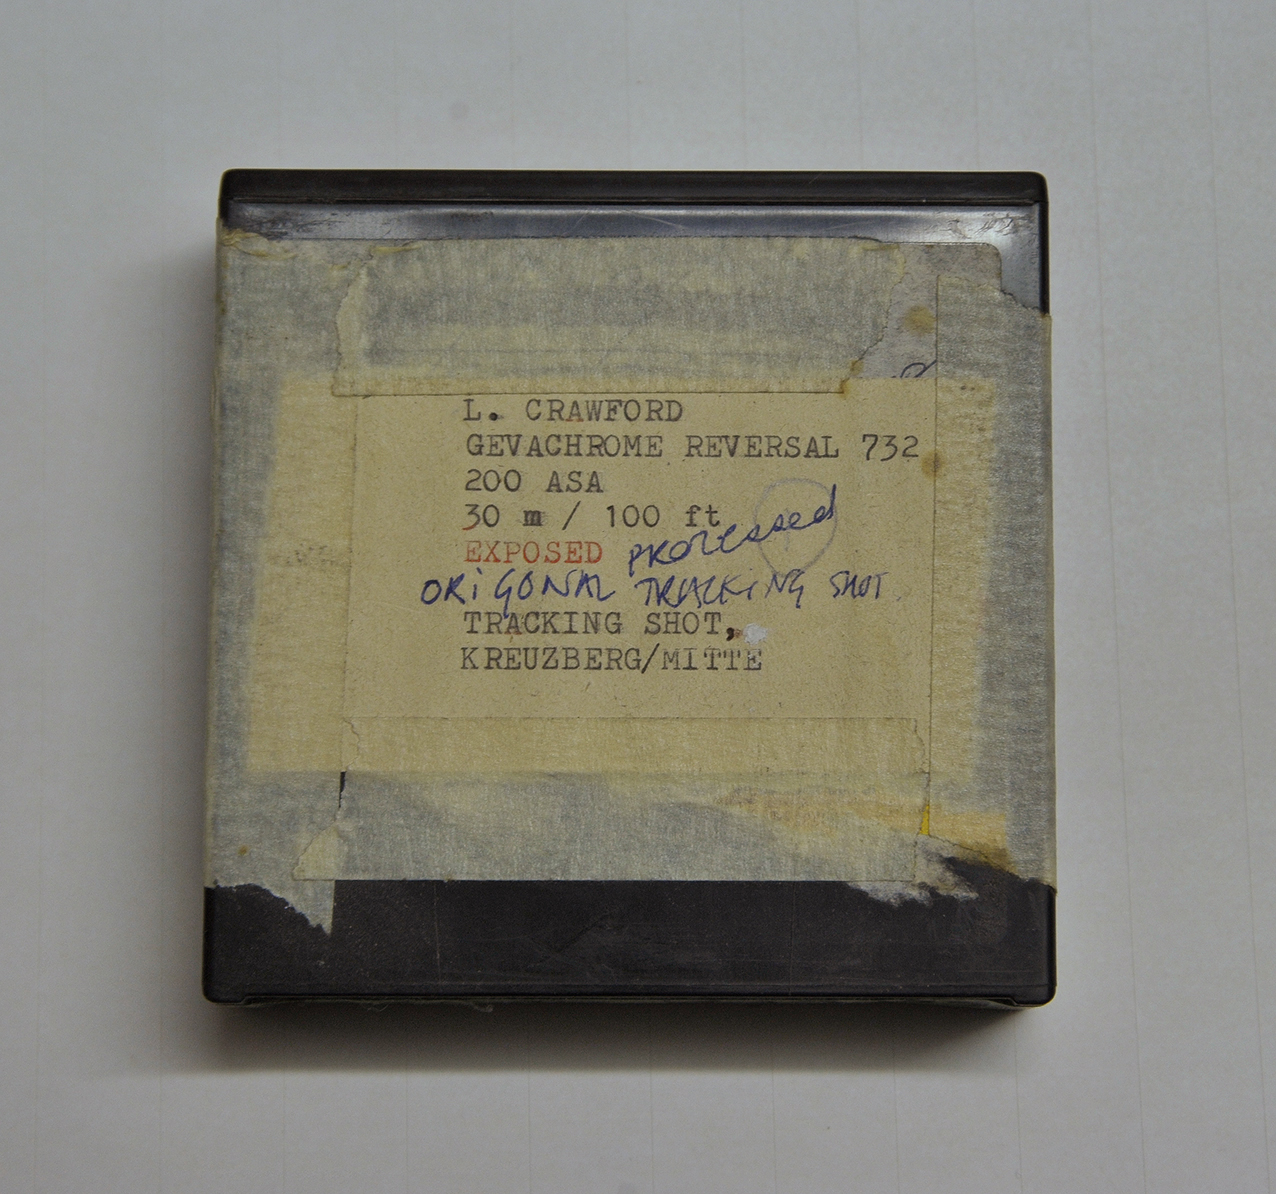 L. CRAWFORD
GEVACHROME REVERSAL 732
200 ASA
30 m / 100 ft
EXPOSED processed
ORIGONAL TRACKING SHOT.
TRACKING SHOT,
KREUZBERG/MITTE